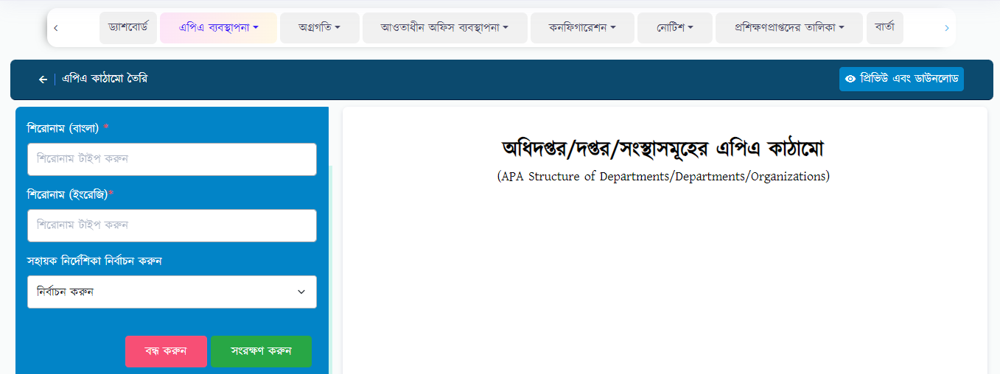 ড্যাশবোর্ড এপিএ ব্যবস্থাপনা অগ্রগতি আওতাধীন অফিস ব্যবস্থাপনা কনফিগারেশন নোটিশ প্রশিক্ষণপ্রাপ্তদের তালিকা বার্তা
এপিএ কাঠামো তৈরি প্রিভিউ এবং ডাউনলোড
শিরোনাম (বাংলা) *
শিরোনাম টাইপ করুন
শিরোনাম (ইংরেজি)*
শিরোনাম টাইপ করুন
সহায়ক নির্দেশিকা নির্বাচন করুন
নির্বাচন করুন
বন্ধ করুন সংরক্ষণ করুন
অধিদপ্তর/দপ্তর/সংস্থাসমূহের এপিএ কাঠামো
(APA Structure of Departments/Departments/Organizations)